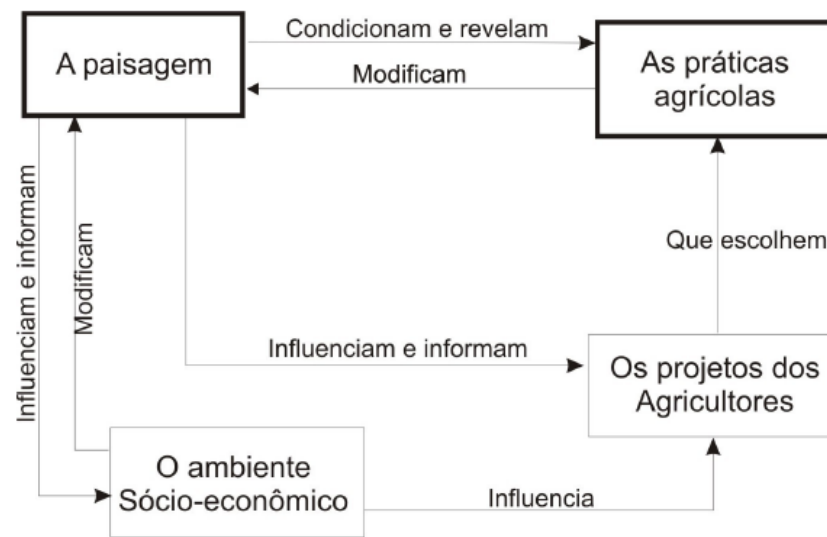 Condicionam e revelam
A paisagem
As práticas
agrícolas
Modificam
Influenciam e informam
Modificam
Que escolhem
Influenciam e informam
Os projetos dos
Agricultores
O ambiente
Sócio-econômico
Influencia